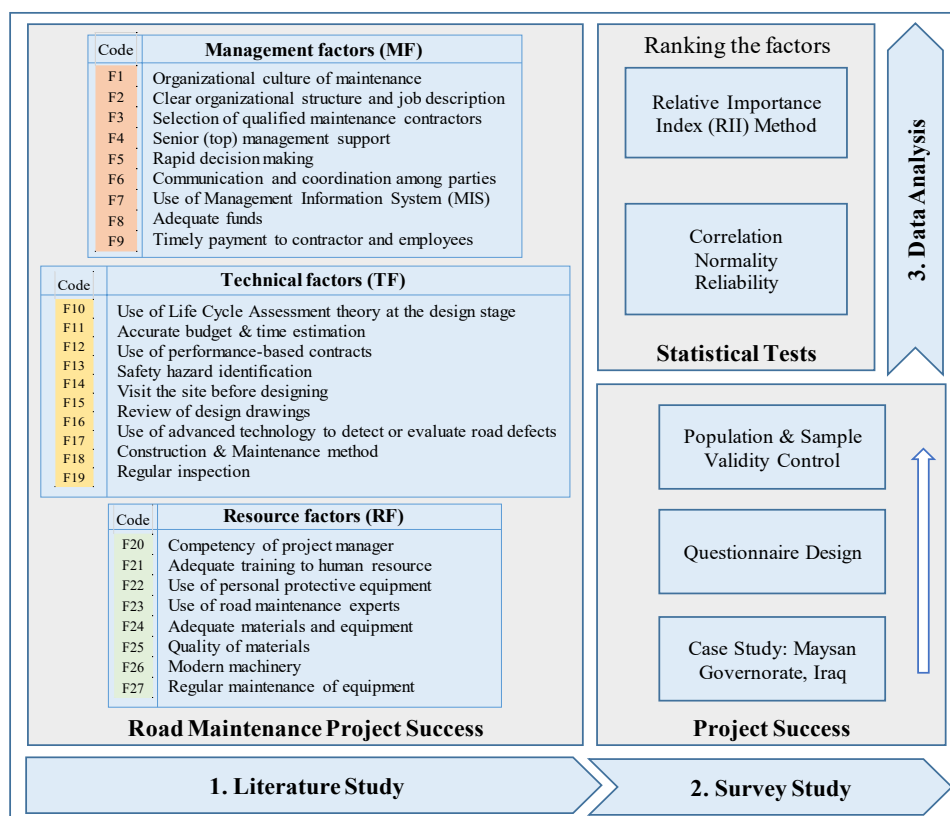 Code Management factors (MF)
F1 Organizational culture of maintenance
F2 Clear organizational structure and job description
F3 Selection of qualified maintenance contractors
F4 Senior (top) management support
F5 Rapid decision making
F6 Communication and coordination among parties
F7 Use of Management Information System (MIS)
F8 Adequate funds
F9 Timely payment to contractor and employees
Code Technical factors (TF)
F10 Use of Life Cycle Assessment theory at the design stage
F11 Accurate budget & time estimation
F12 Use of performance-based contracts
F13 Safety hazard identification
F14 Visit the site before designing
F15 Review of design drawings
F16 Use of advanced technology to detect or evaluate road defects
F17 Construction & Maintenance method
F18 Regular inspection
F19
Code Resource factors (RF)
F20 Competency of project manager
F21 Adequate training to human resource
F22 Use of personal protective equipment
F23 Use of road maintenance experts
F24 Adequate materials and equipment
F25 Quality of materials
F26 Modern machinery
F27 Regular maintenance of equipment
Road Maintenance Project Success
Ranking the factors
Relative Importance
Index (RII) Method
Correlation
Normality
Reliability
Statistical Tests
3. Data Analysis
Population & Sample
Validity Control
Questionnaire Design
Case Study: Maysan
Governorate, Iraq
Project Success
1. Literature Study
2. Survey Study